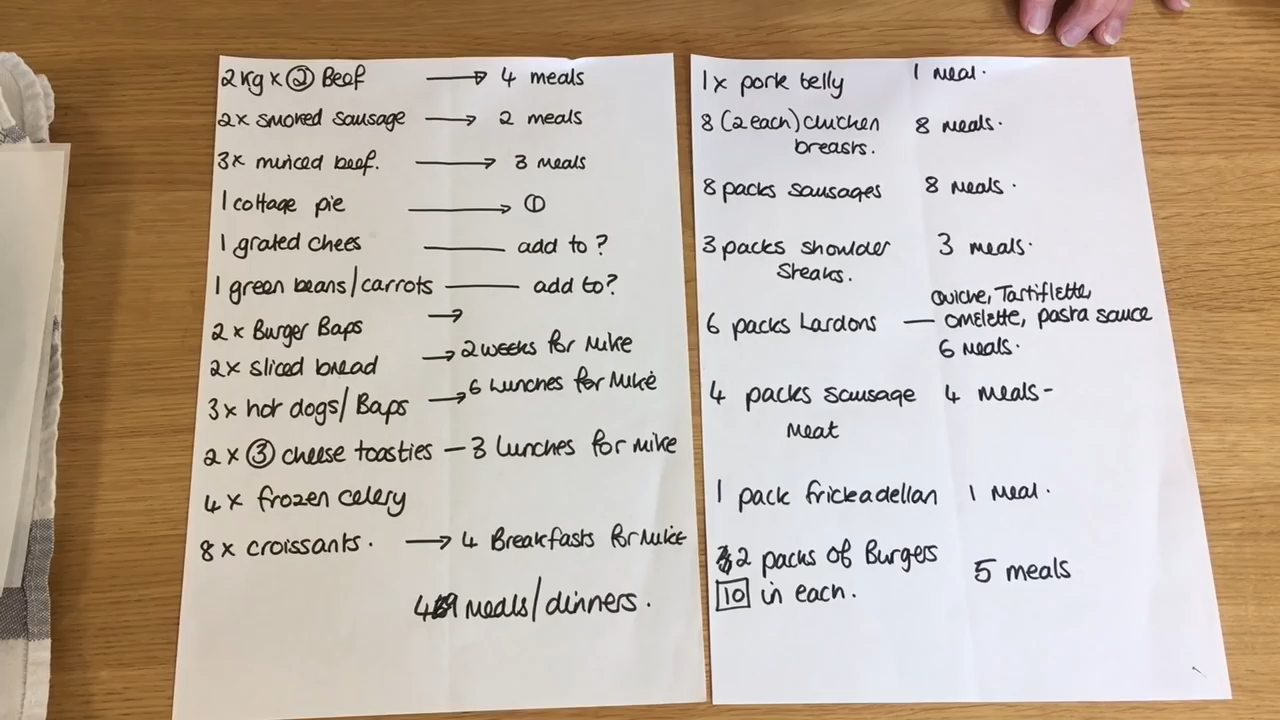 2kg x ② Beef → 4 meals
2x smoked sausage → 2 meals
3x minced beef. → 3 meals
1 cottage pie → ①
1 grated chees — add to?
1 green beans/carrots — add to?
2 x Burger Baps →
2x sliced bread → 2 weeks for Mike
3x hot dogs/Baps → 6 Lunches for Mike
2 x ③ cheese toasties — 3 Lunches for Mike
4x frozen celery
8x croissants. → 4 Breakfasts for Mike
49 meals/dinners.
1x pork belly 1 meal.
8 (2 each) chicken 8 meals.
breasts.
8 packs sausages 8 meals.
3 packs shoulder 3 meals.
Steaks.
Quiche, Tartiflette,
6 packs Lardons — omelette, pasta sauce
6 meals.
4 packs sausage 4 meals-
Meat
1 pack frickadellan 1 meal.
2 packs of Burgers 5 meals
10 in each.